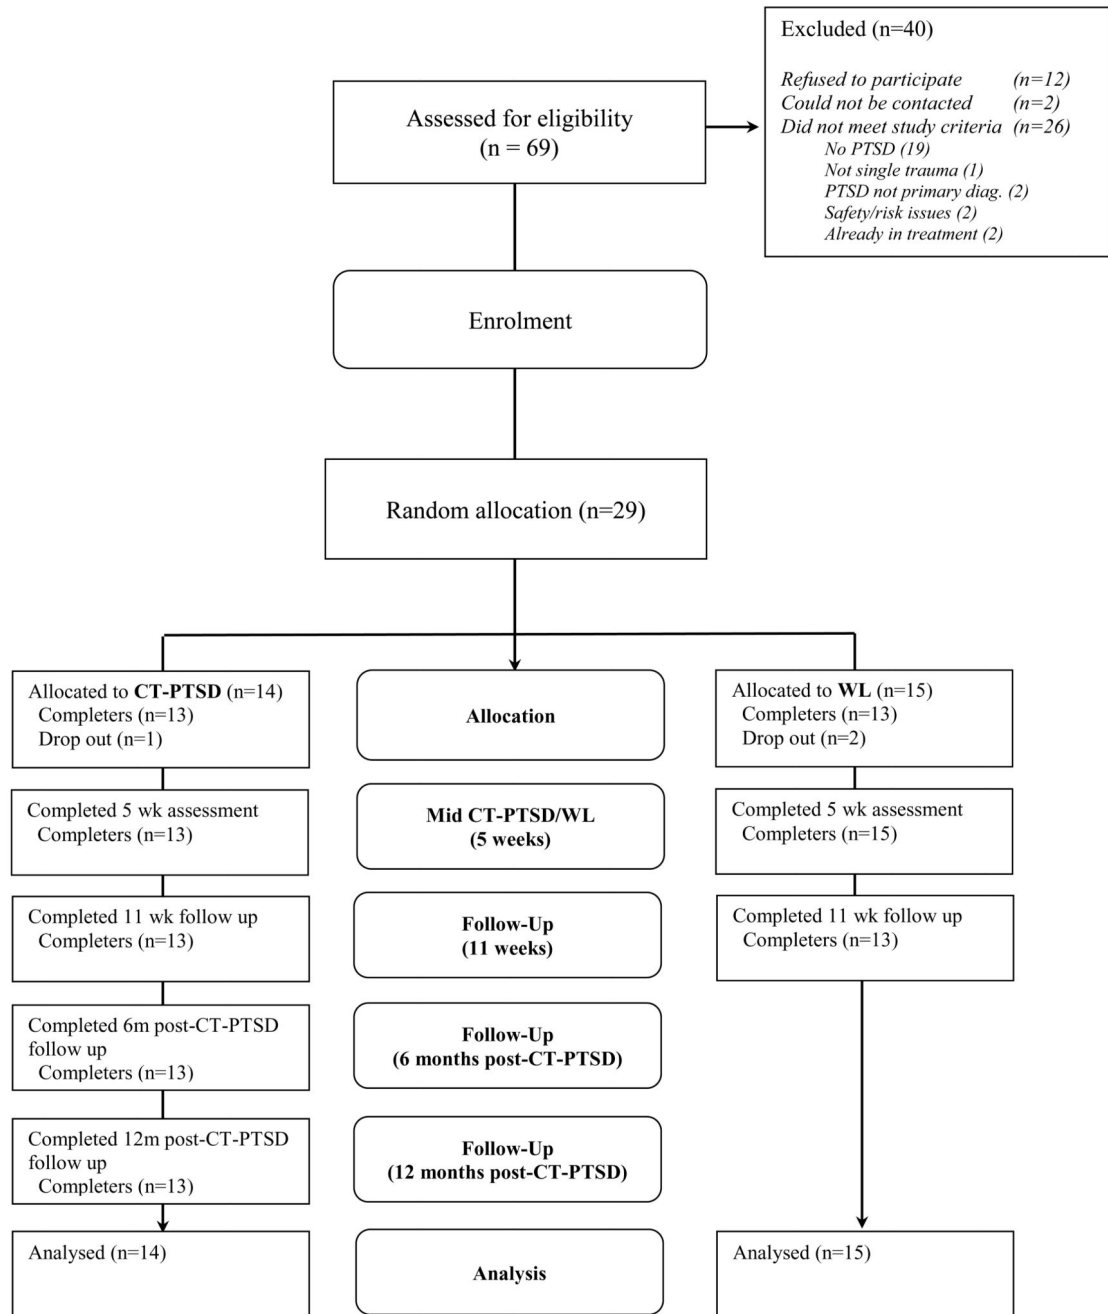 Excluded (n=40)
Refused to participate (n=12)
Could not be contacted (n=2)
Did not meet study criteria (n=26)
No PTSD (19)
Not single trauma (1)
PTSD not primary diag. (2)
Safety/risk issues (2)
Already in treatment (2)
Assessed for eligibility
(n = 69)
Enrolment
Random allocation (n=29)
Allocated to CT-PTSD (n=14)
Completers (n=13)
Drop out (n=1)
Allocation
Allocated to WL (n=15)
Completers (n=13)
Drop out (n=2)
Completed 5 wk assessment
Completers (n=13)
Mid CT-PTSD/WL
(5 weeks)
Completed 5 wk assessment
Completers (n=15)
Completed 11 wk follow up
Completers (n=13)
Follow-Up
(11 weeks)
Completed 11 wk follow up
Completers (n=13)
Completed 6m post-CT-PTSD
follow up
Completers (n=13)
Follow-Up
(6 months post-CT-PTSD)
Completed 12m post-CT-PTSD
follow up
Completers (n=13)
Follow-Up
(12 months post-CT-PTSD)
Analysed (n=14)
Analysis
Analysed (n=15)